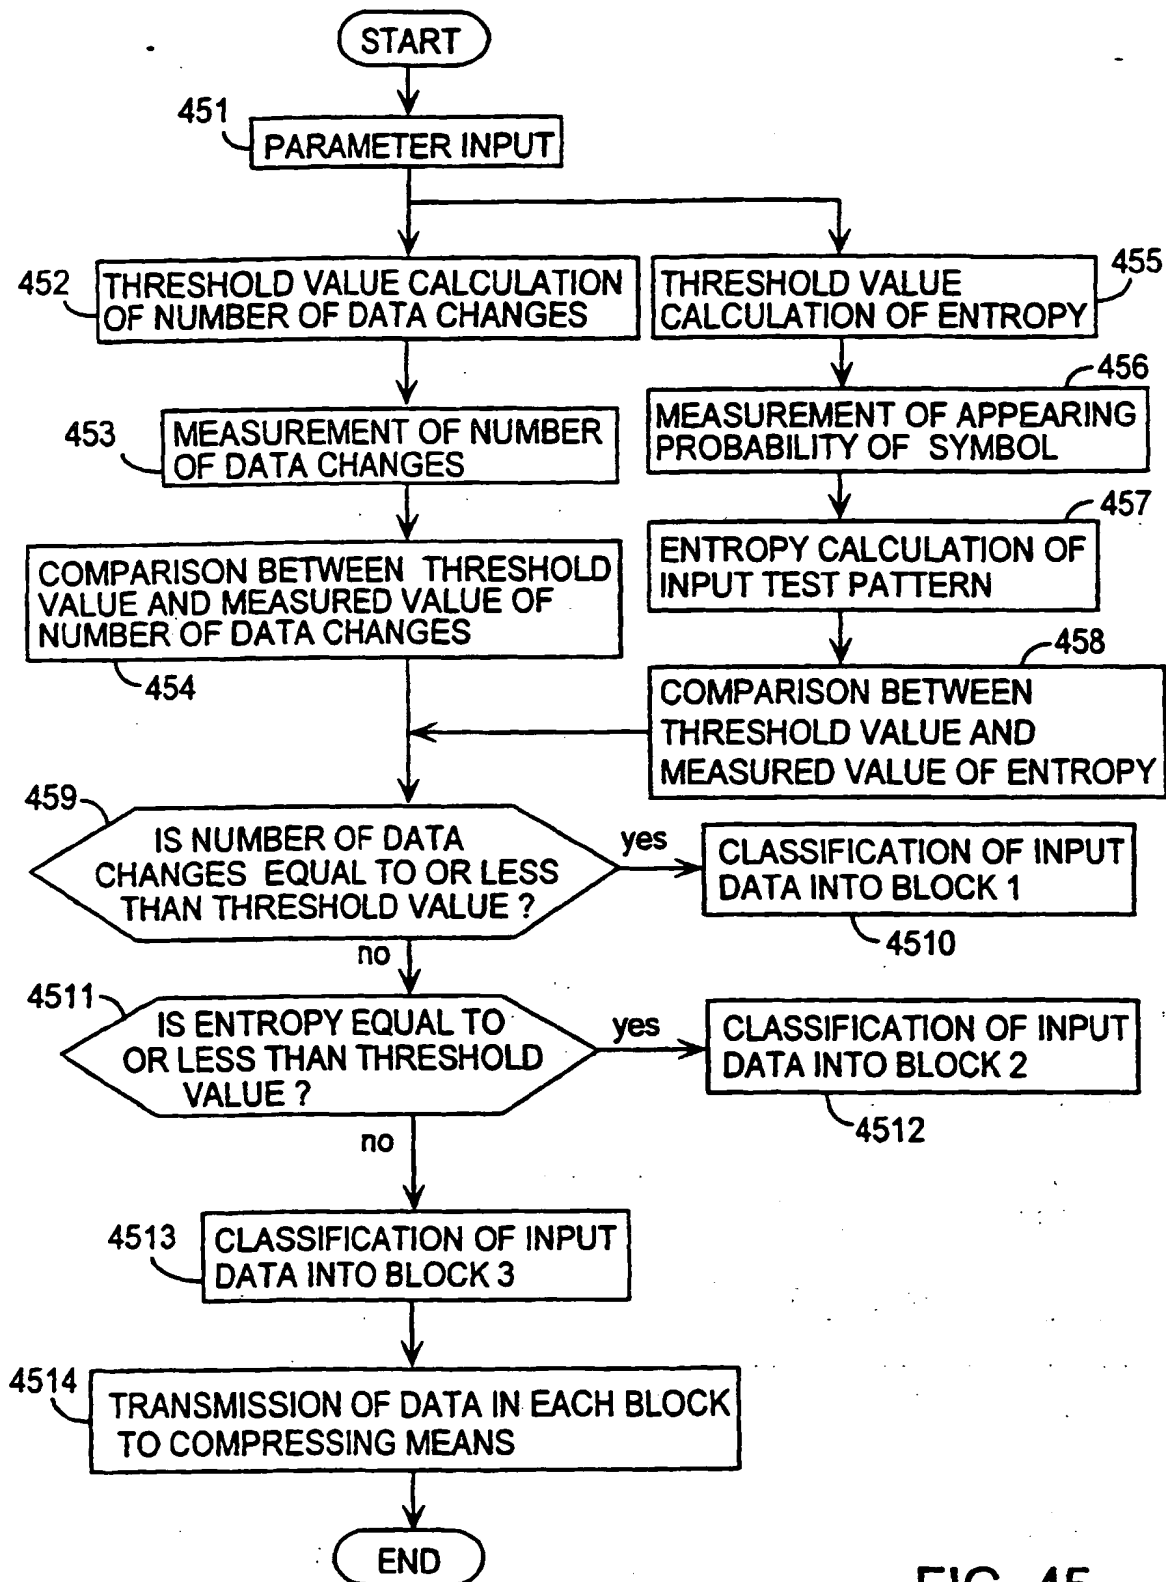 START
451
PARAMETER INPUT
452
THRESHOLD VALUE CALCULATION
OF NUMBER OF DATA CHANGES
THRESHOLD VALUE
CALCULATION OF ENTROPY
455
456
453
MEASUREMENT OF NUMBER
OF DATA CHANGES
MEASUREMENT OF APPEARING
PROBABILITY OF SYMBOL
457
COMPARISON BETWEEN THRESHOLD
VALUE AND MEASURED VALUE OF
NUMBER OF DATA CHANGES
454
ENTROPY CALCULATION OF
INPUT TEST PATTERN
458
COMPARISON BETWEEN
THRESHOLD VALUE AND
MEASURED VALUE OF ENTROPY
459
IS NUMBER OF DATA
CHANGES EQUAL TO OR LESS
THAN THRESHOLD VALUE ?
yes
CLASSIFICATION OF INPUT
DATA INTO BLOCK 1
4510
no
4511
IS ENTROPY EQUAL TO
OR LESS THAN THRESHOLD
VALUE ?
yes
CLASSIFICATION OF INPUT
DATA INTO BLOCK 2
4512
no
4513
CLASSIFICATION OF INPUT
DATA INTO BLOCK 3
4514
TRANSMISSION OF DATA IN EACH BLOCK
TO COMPRESSING MEANS
END
FIG. 45